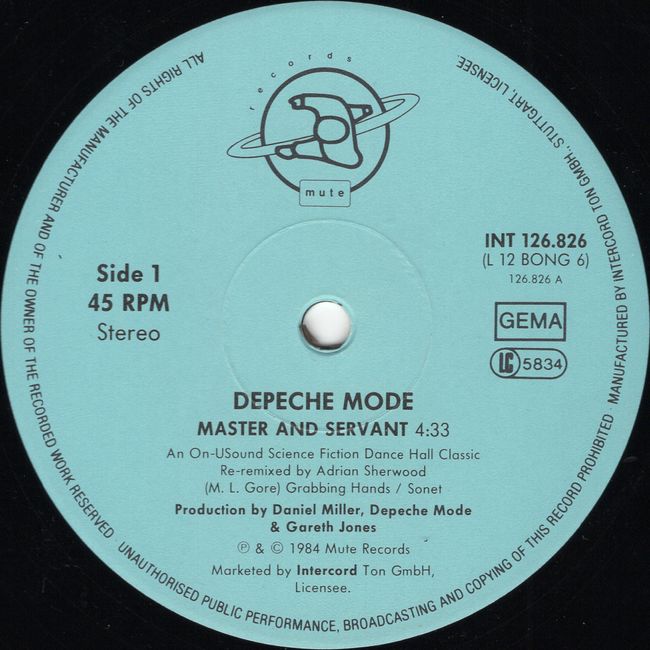 records
mute
Side 1
45 RPM
Stereo
INT 126.826
(L 12 BONG 6)
126.826 A
GEMA
LC 5834
DEPECHE MODE
MASTER AND SERVANT 4:33
An On-USound Science Fiction Dance Hall Classic
Re-remixed by Adrian Sherwood
(M. L. Gore) Grabbing Hands / Sonet
Production by Daniel Miller, Depeche Mode
& Gareth Jones
℗ & © 1984 Mute Records
Marketed by Intercord Ton GmbH,
Licensee.
ALL RIGHTS OF THE MANUFACTURER AND OF THE OWNER OF THE RECORDED WORK RESERVED · UNAUTHORISED PUBLIC PERFORMANCE, BROADCASTING AND COPYING OF THIS RECORD PROHIBITED · MANUFACTURED BY INTERCORD TON GMBH., STUTTGART, LICENSEE.